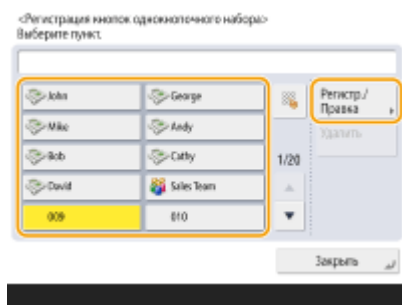 <Регистрация кнопок однокнопочного набора>
Выберите пункт.
John George
Mike Andy
Bob Cathy
David Sales Team
009 010
1/20
Регистр./
Правка
Удалить
Закрыть